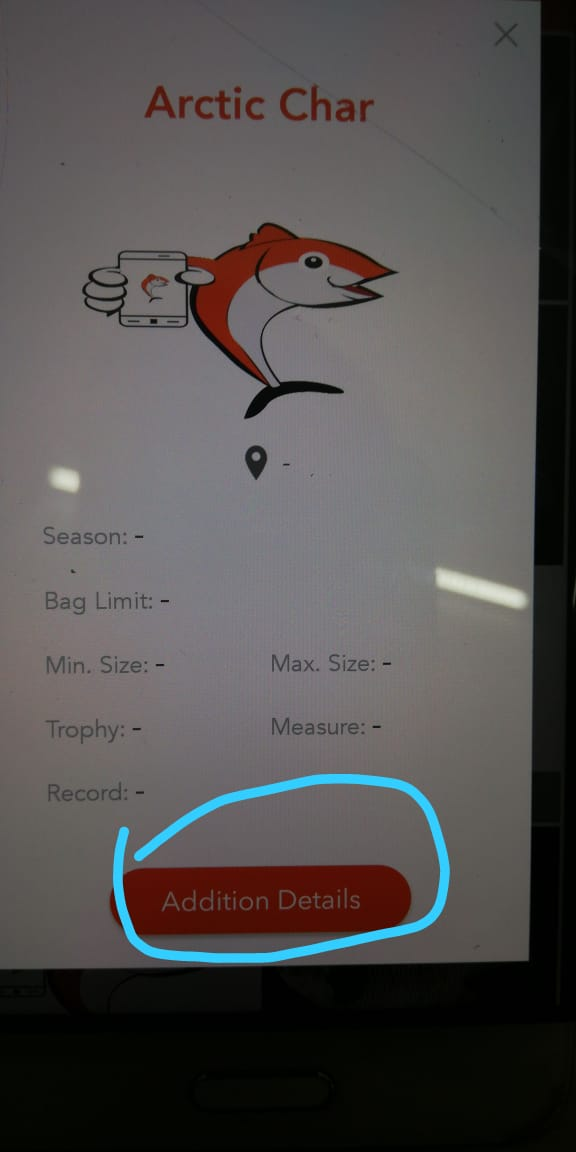 Arctic Char
-
Season: -
Bag Limit: -
Min. Size: - Max. Size: -
Trophy: - Measure: -
Record: -
Addition Details